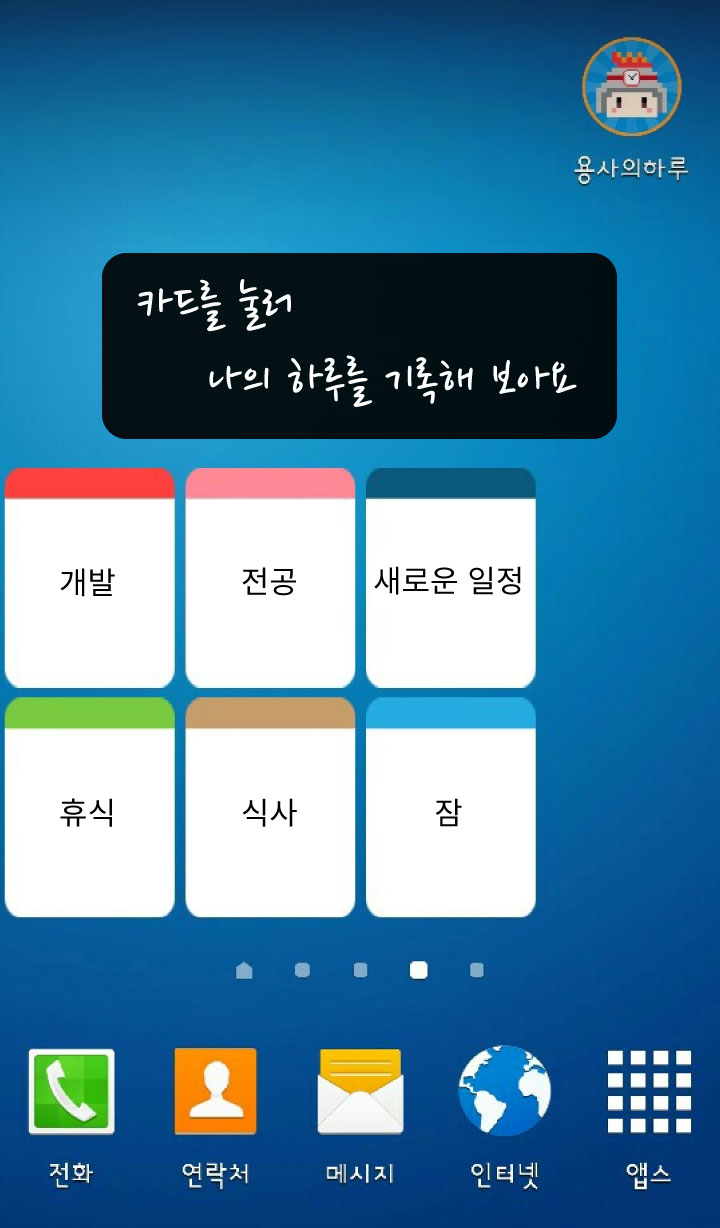 용사의하루
카드를 눌러
나의 하루를 기록해 보아요
개발 전공 새로운 일정
휴식 식사 잠
전화 연락처 메시지 인터넷 앱스